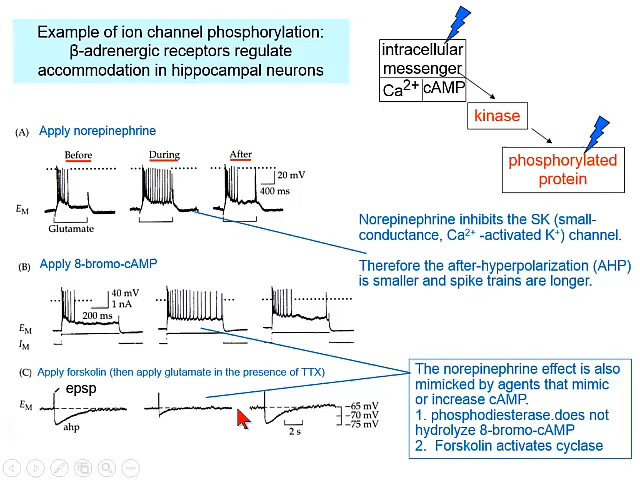 Example of ion channel phosphorylation:
β-adrenergic receptors regulate
accommodation in hippocampal neurons
intracellular
messenger
Ca2+ cAMP
kinase
phosphorylated
protein
(A) Apply norepinephrine
Before During After
20 mV
400 ms
EM
Glutamate
Norepinephrine inhibits the SK (small-
conductance, Ca2+ -activated K+) channel.
Therefore the after-hyperpolarization (AHP)
is smaller and spike trains are longer.
(B) Apply 8-bromo-cAMP
40 mV
1 nA
200 ms
EM
IM
(C) Apply forskolin (then apply glutamate in the presence of TTX)
epsp
EM
ahp
−65 mV
−70 mV
−75 mV
2 s
The norepinephrine effect is also
mimicked by agents that mimic
or increase cAMP.
1. phosphodiesterase.does not
hydrolyze 8-bromo-cAMP
2. Forskolin activates cyclase